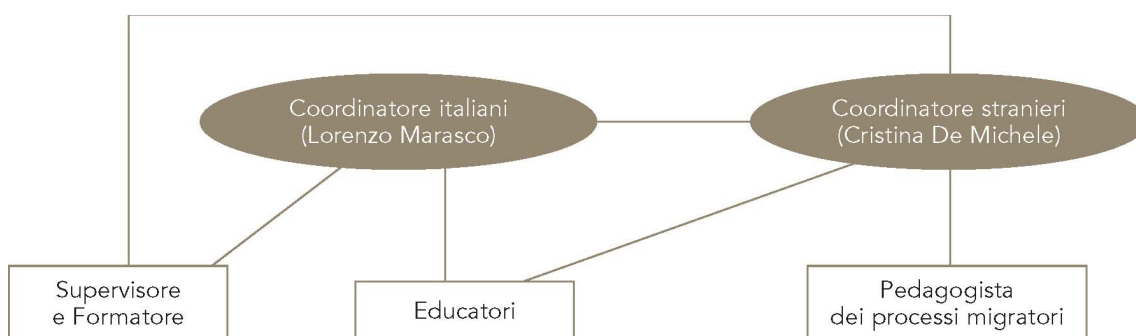 Coordinatore italiani
(Lorenzo Marasco)
Coordinatore stranieri
(Cristina De Michele)
Supervisore
e Formatore
Educatori
Pedagogista
dei processi migratori